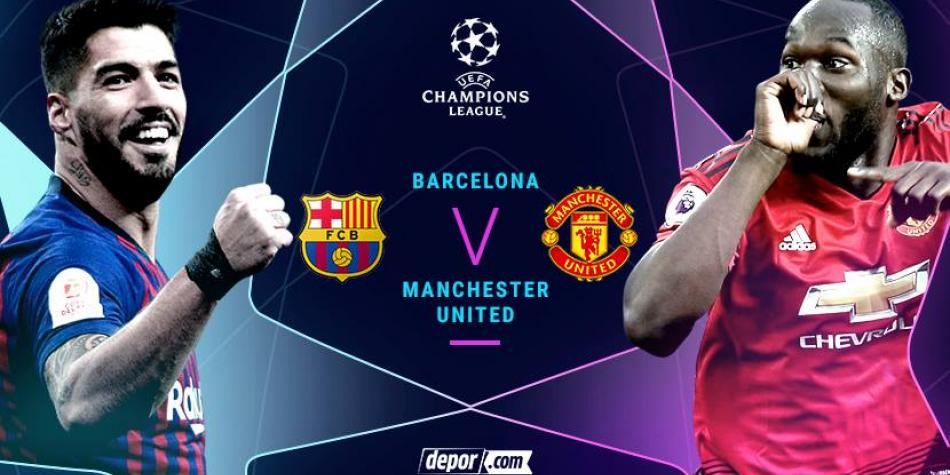 UEFA
CHAMPIONS
LEAGUE
BARCELONA
V
MANCHESTER
UNITED
FCB
MANCHESTER
UNITED
adidas
CHEVROLET
depor.com